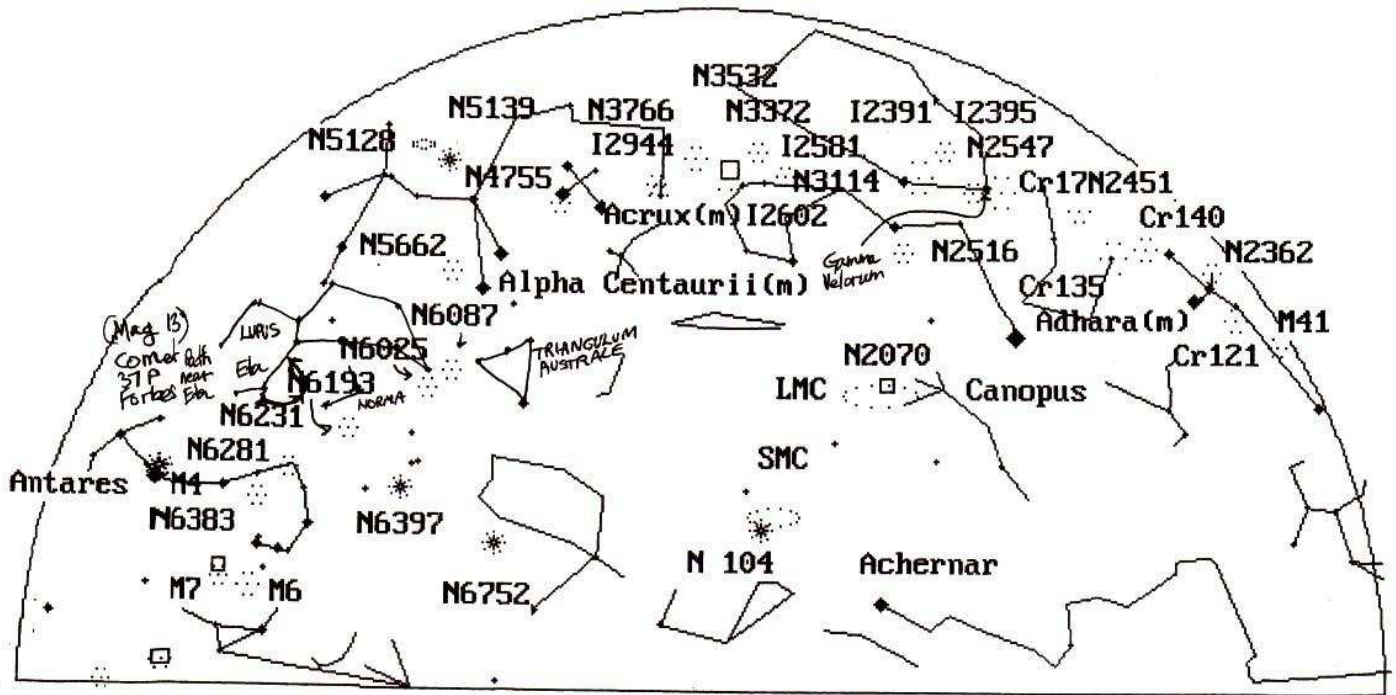 N3532
N5139
N3766
N3372
I2391
I2395
N5128
I2944
I2581
N2547
N4755
N3114
Cr17N2451
Acrux(m)
I2602
Cr140
N5662
Gamma
Velorum
N2516
N2362
Alpha Centaurii(m)
Cr135
N6087
Adhara(m)
M41
(Mag 13)
Comet Path
37P near
Forbes Eta
LUPUS
Eta
N6025
TRIANGULUM
AUSTRALE
N2070
Cr121
N6193
NORMA
LMC
Canopus
N6231
N6281
SMC
Antares
M4
N6383
N6397
N 104
Achernar
M7
M6
N6752